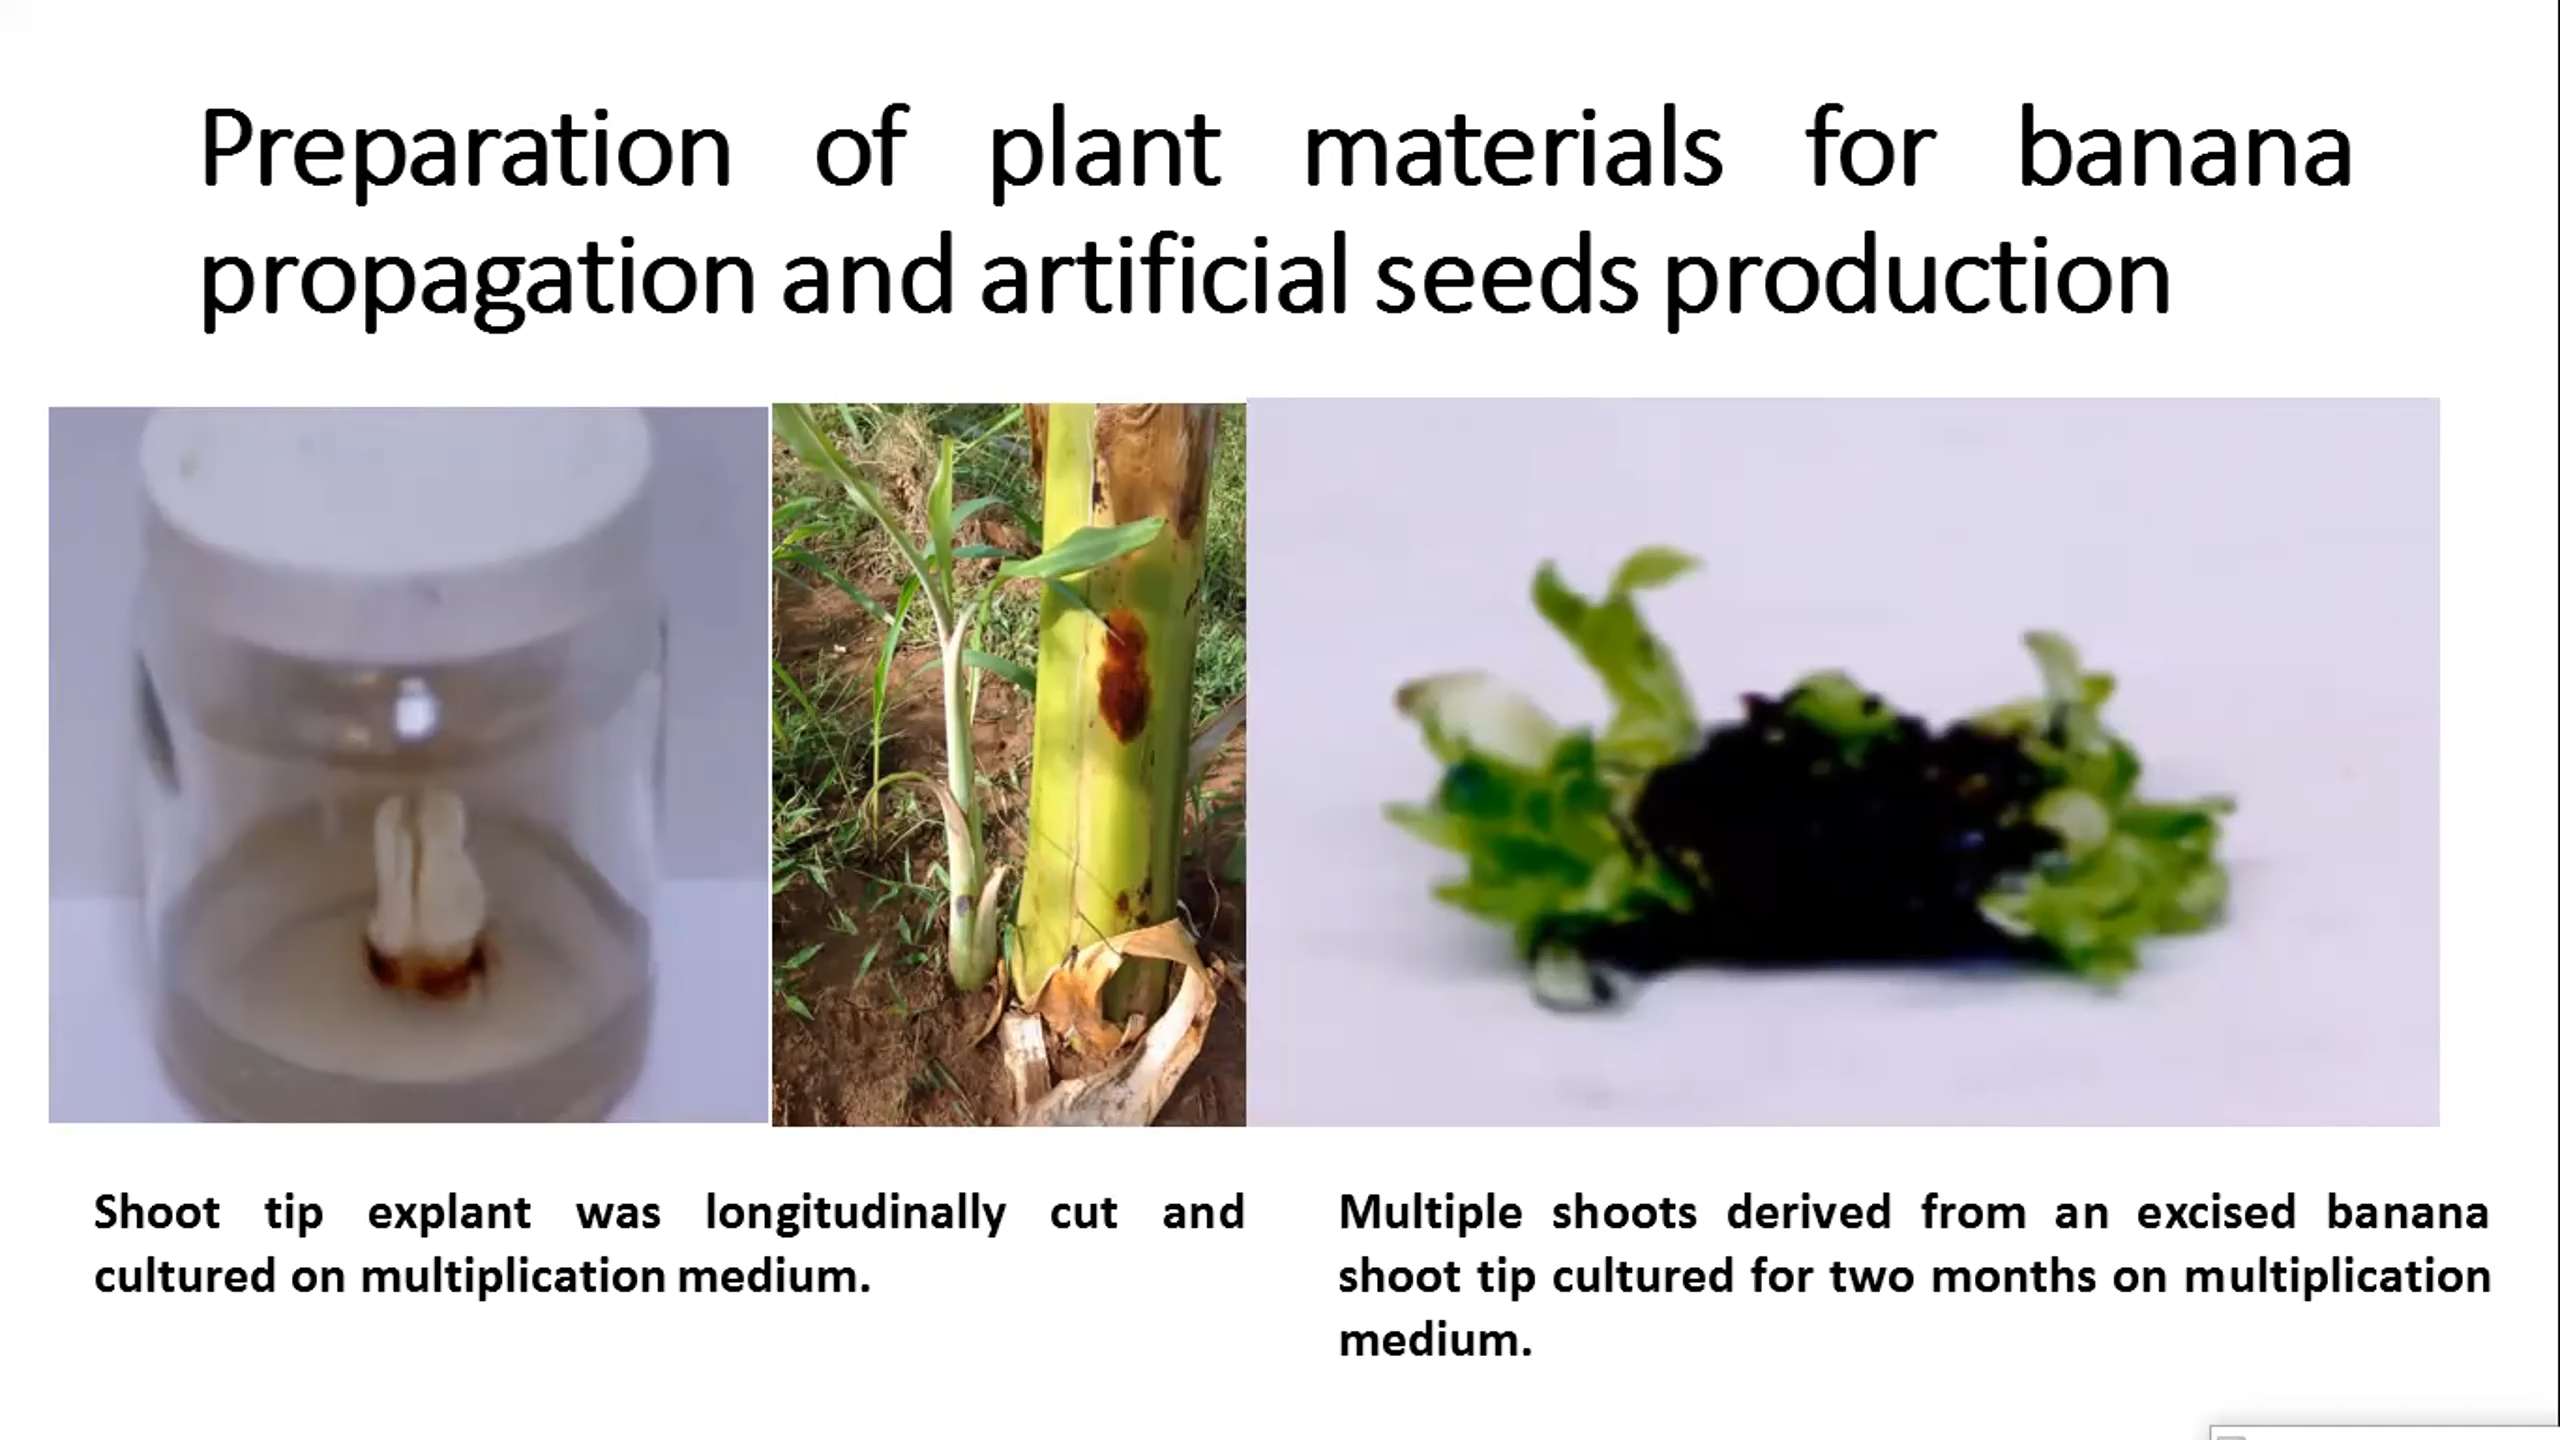 Preparation of plant materials for banana
propagation and artificial seeds production
Shoot tip explant was longitudinally cut and
cultured on multiplication medium.
Multiple shoots derived from an excised banana
shoot tip cultured for two months on multiplication
medium.